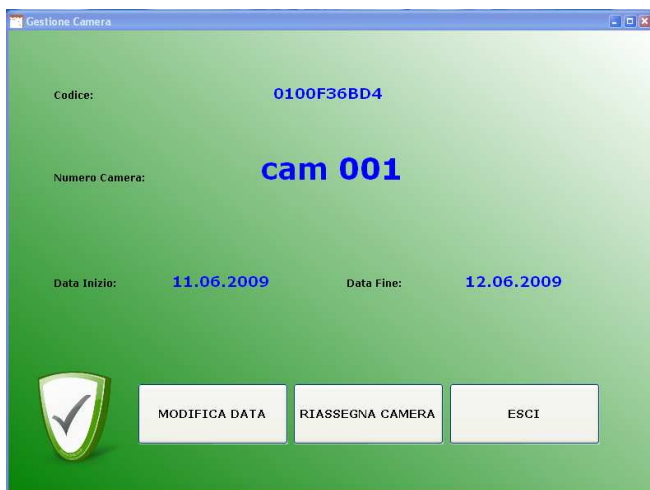 Gestione Camera
Codice: 0100F36BD4
Numero Camera: cam 001
Data Inizio: 11.06.2009 Data Fine: 12.06.2009
MODIFICA DATA RIASSEGNA CAMERA ESCI